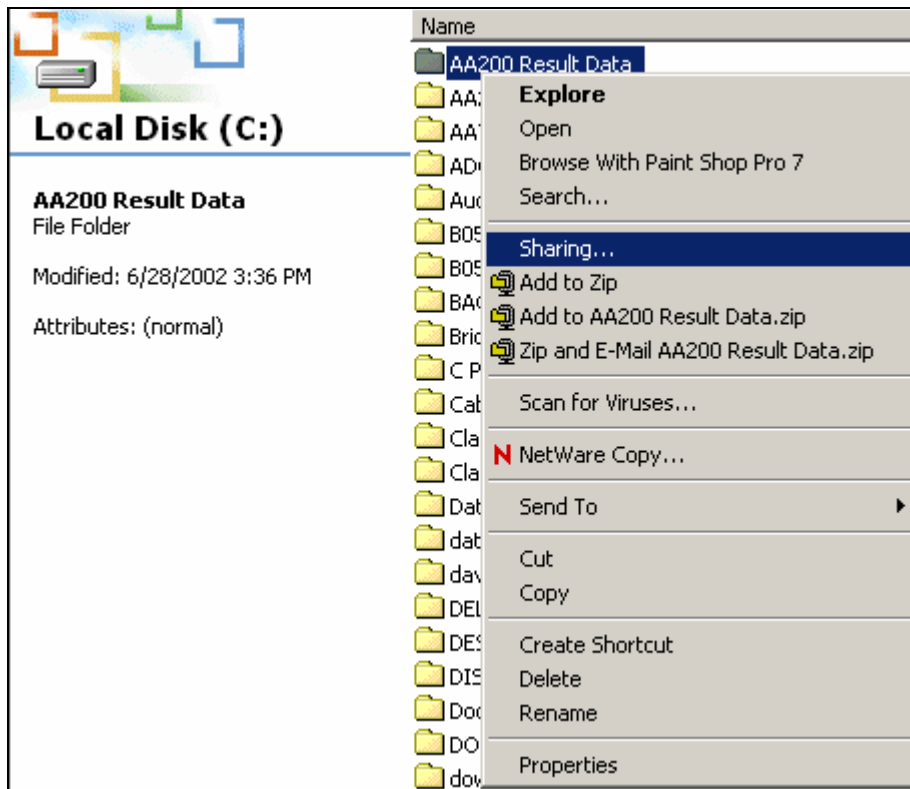 Local Disk (C:)
AA200 Result Data
File Folder
Modified: 6/28/2002 3:36 PM
Attributes: (normal)
Name
AA200 Result Data
Explore
Open
Browse With Paint Shop Pro 7
Search...
Sharing...
Add to Zip
Add to AA200 Result Data.zip
Zip and E-Mail AA200 Result Data.zip
Scan for Viruses...
N NetWare Copy...
Send To
Cut
Copy
Create Shortcut
Delete
Rename
Properties